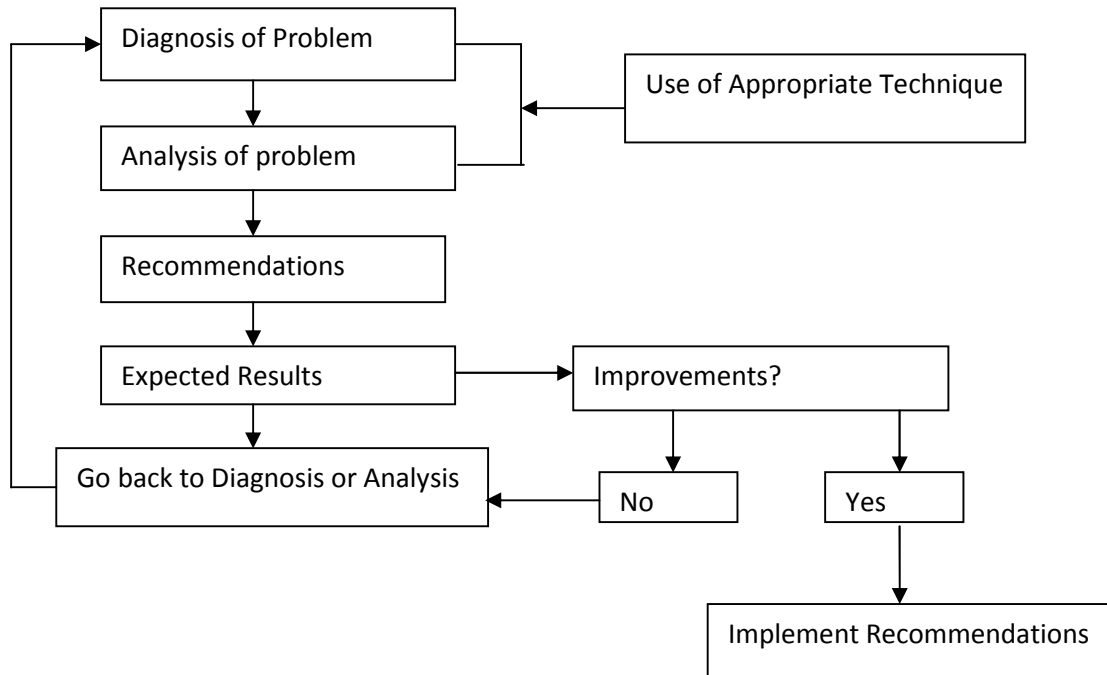 Diagnosis of Problem
Use of Appropriate Technique
Analysis of problem
Recommendations
Expected Results
Improvements?
Go back to Diagnosis or Analysis
No
Yes
Implement Recommendations